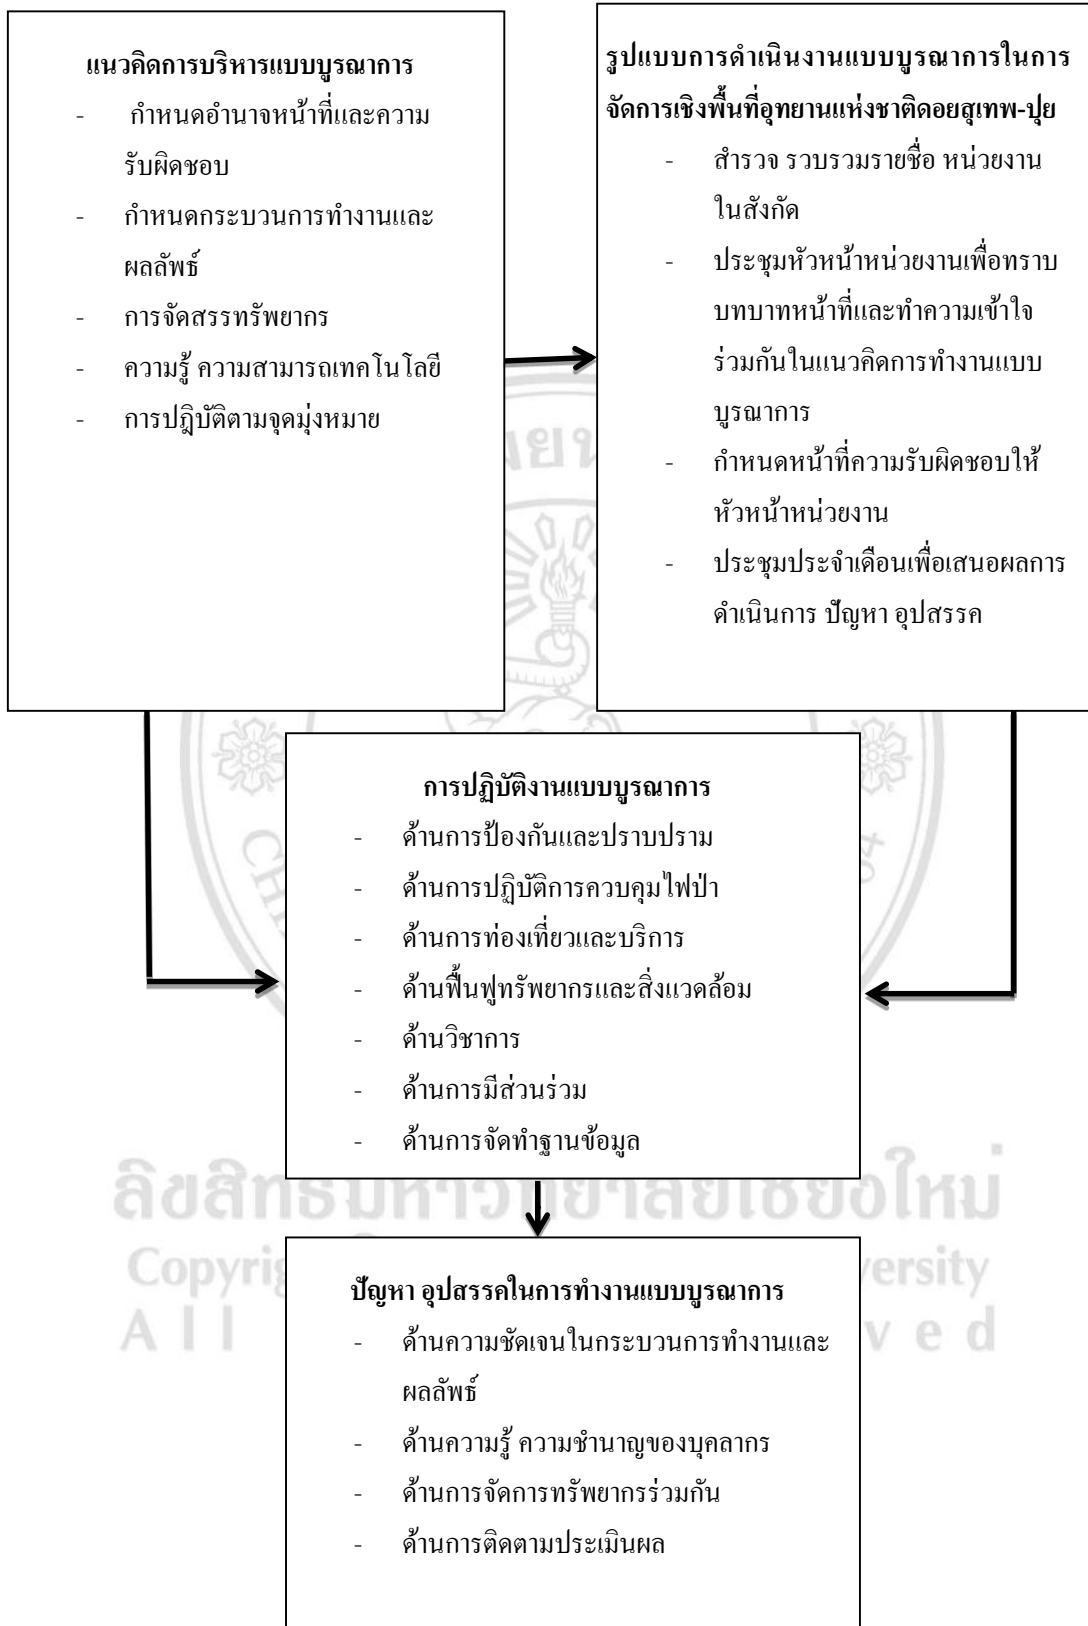 แนวคิดการบริหารแบบบูรณาการ
- กำหนดอำนาจหน้าที่และความ
รับผิดชอบ
- กำหนดกระบวนการทำงานและ
ผลลัพธ์
- การจัดสรรทรัพยากร
- ความรู้ ความสามารถเทคโนโลยี
- การปฎิบัติตามจุดมุ่งหมาย
รูปแบบการดำเนินงานแบบบูรณาการในการ
จัดการเชิงพื้นที่อุทยานแห่งชาติดอยสุเทพ-ปุย
- สำรวจ รวบรวมรายชื่อ หน่วยงาน
ในสังกัด
- ประชุมหัวหน้าหน่วยงานเพื่อทราบ
บทบาทหน้าที่และทำความเข้าใจ
ร่วมกันในแนวคิดการทำงานแบบ
บูรณาการ
- กำหนดหน้าที่ความรับผิดชอบให้
หัวหน้าหน่วยงาน
- ประชุมประจำเดือนเพื่อเสนอผลการ
ดำเนินการ ปัญหา อุปสรรค
การปฏิบัติงานแบบบูรณาการ
- ด้านการป้องกันและปราบปราม
- ด้านการปฏิบัติการควบคุมไฟป่า
- ด้านการท่องเที่ยวและบริการ
- ด้านฟื้นฟูทรัพยากรและสิ่งแวดล้อม
- ด้านวิชาการ
- ด้านการมีส่วนร่วม
- ด้านการจัดทำฐานข้อมูล
ลิขสิทธิ์มหาวิทยาลัยเชียงใหม่
ปัญหา อุปสรรคในการทำงานแบบบูรณาการ
- ด้านความชัดเจนในกระบวนการทำงานและ
ผลลัพธ์
- ด้านความรู้ ความชำนาญของบุคลากร
- ด้านการจัดการทรัพยากรร่วมกัน
- ด้านการติดตามประเมินผล